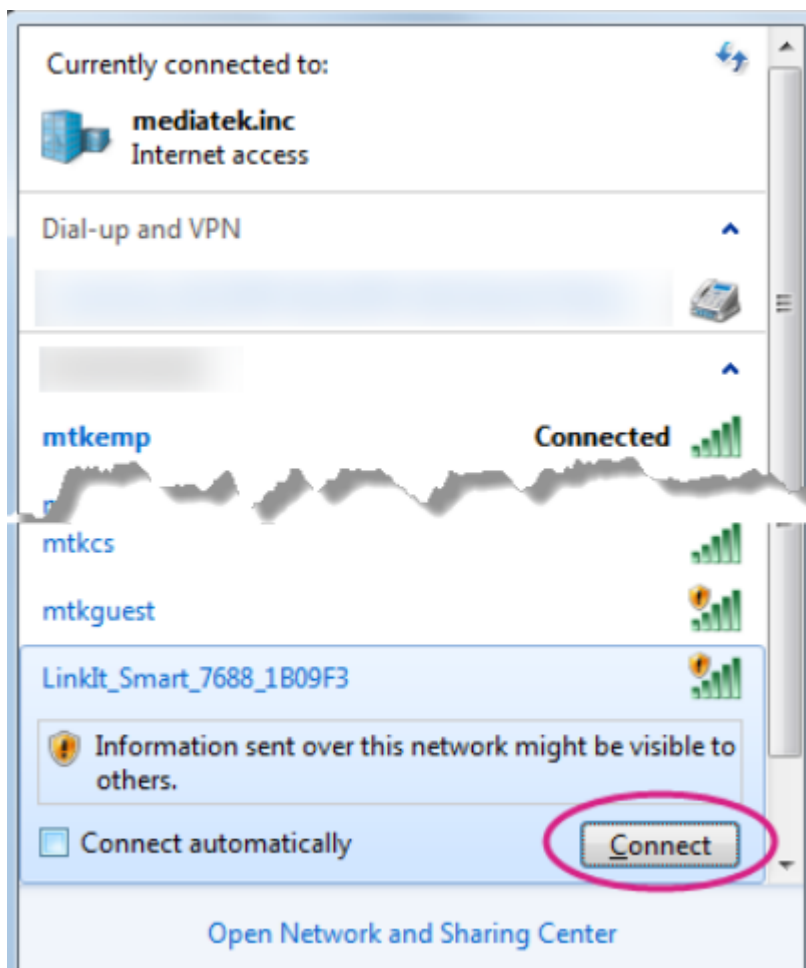 Currently connected to:
mediatek.inc
Internet access
Dial-up and VPN
mtkemp Connected
mtkcs
mtkguest
LinkIt_Smart_7688_1B09F3
Information sent over this network might be visible to
others.
Connect automatically Connect
Open Network and Sharing Center